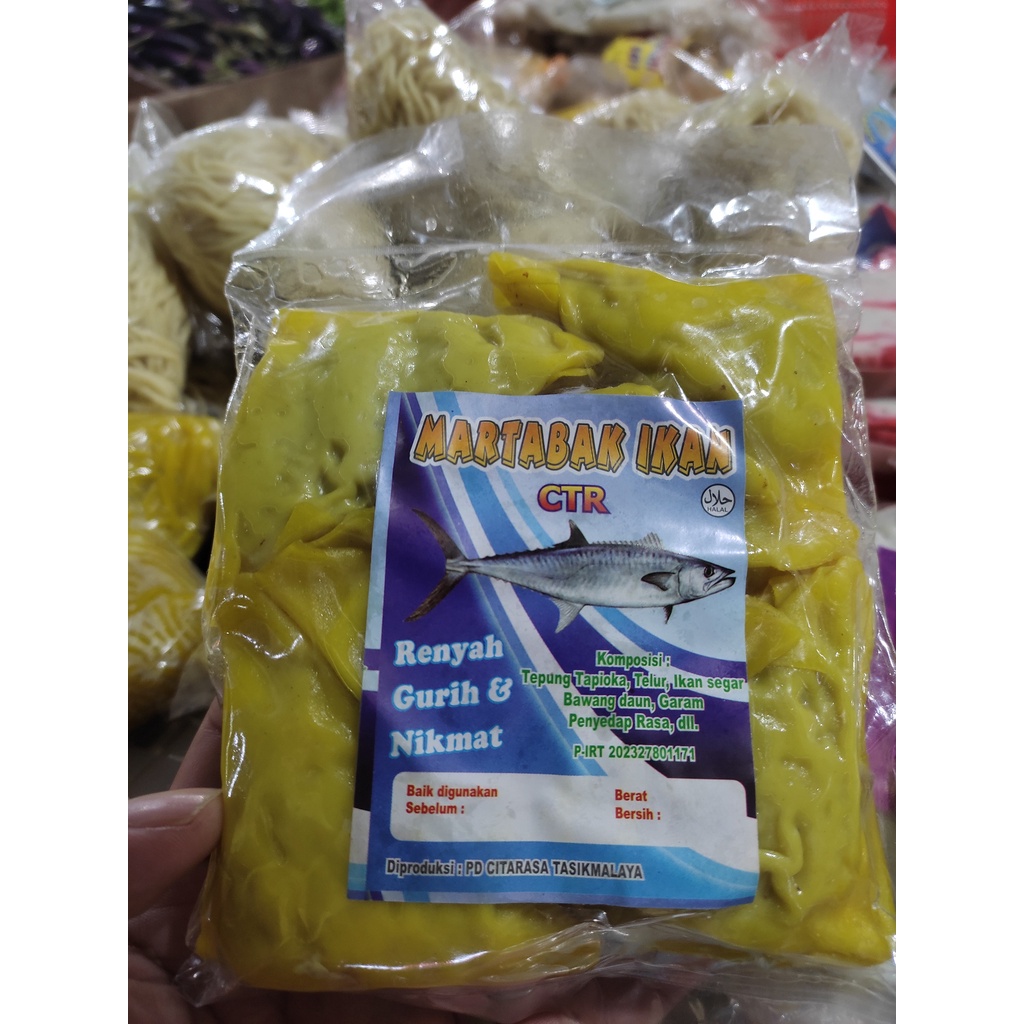 MARTABAK IKAN
CTR
حلال
HALAL
Renyah
Gurih &
Nikmat
Komposisi :
Tepung Tapioka, Telur, Ikan segar
Bawang daun, Garam
Penyedap Rasa, dll.
P-IRT 202327801171
Baik digunakan
Sebelum :
Berat
Bersih :
Diproduksi : PD CITARASA TASIKMALAYA